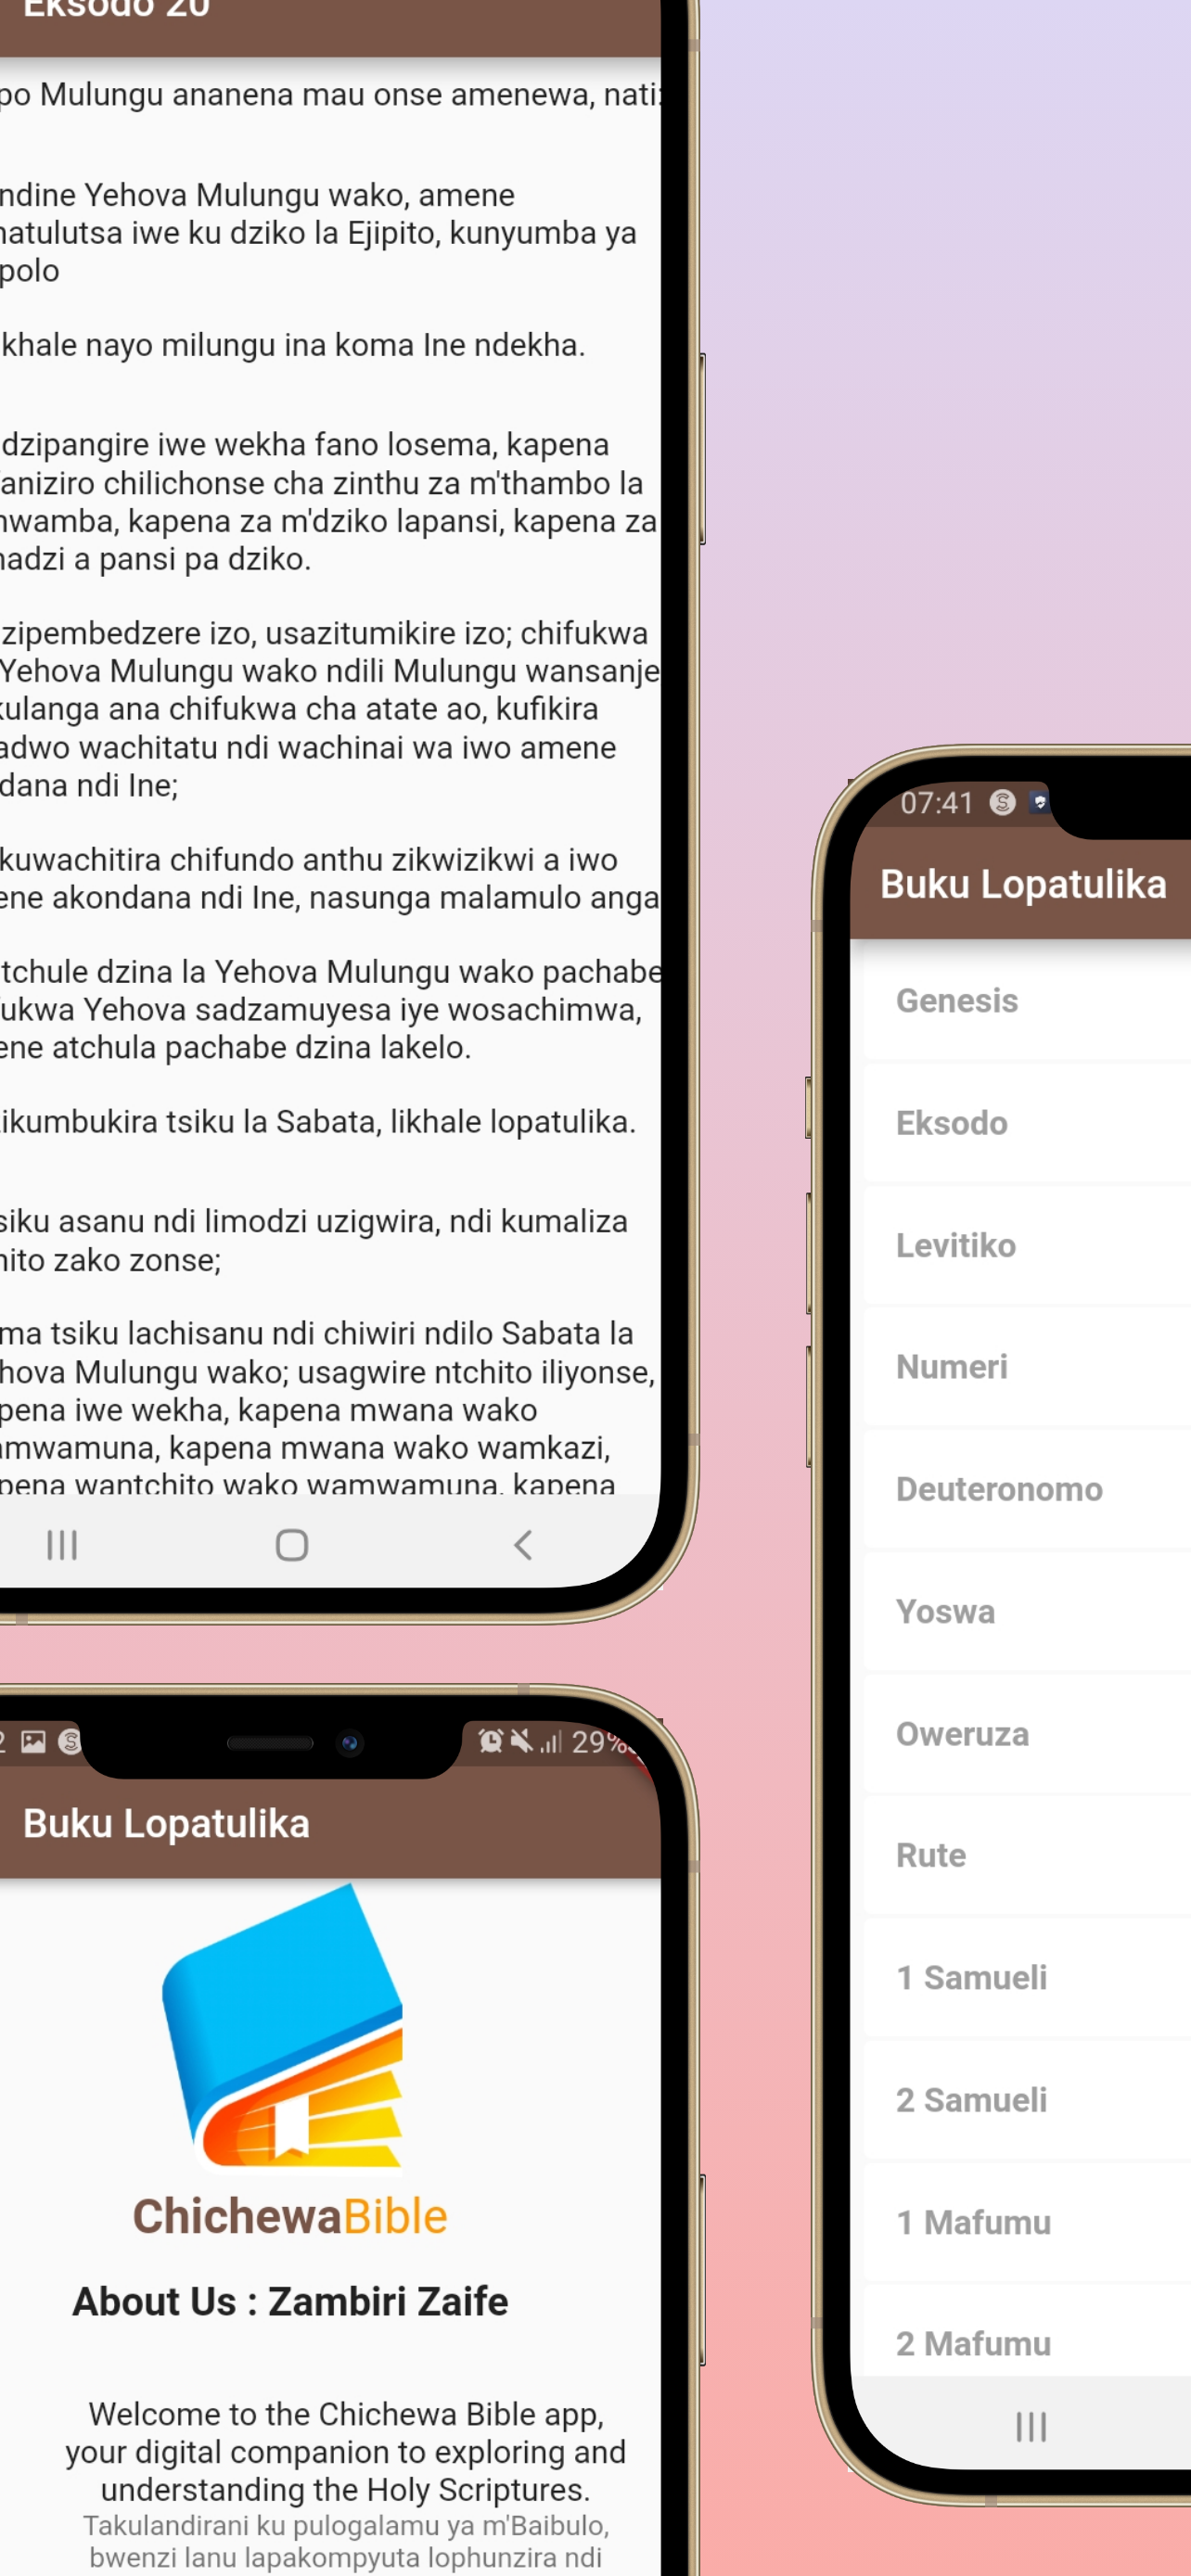 Eksodo 20
po Mulungu ananena mau onse amenewa, nati:
ndine Yehova Mulungu wako, amene
natulutsa iwe ku dziko la Ejipito, kunyumba ya
polo
khale nayo milungu ina koma Ine ndekha.
dzipangire iwe wekha fano losema, kapena
faniziro chilichonse cha zinthu za m'thambo la
mwamba, kapena za m'dziko lapansi, kapena za
madzi a pansi pa dziko.
zipembedzere izo, usazitumikire izo; chifukwa
Yehova Mulungu wako ndili Mulungu wansanje
kulanga ana chifukwa cha atate ao, kufikira
adwo wachitatu ndi wachinai wa iwo amene
dana ndi Ine;
kuwachitira chifundo anthu zikwizikwi a iwo
ene akondana ndi Ine, nasunga malamulo anga
tchule dzina la Yehova Mulungu wako pachabe
fukwa Yehova sadzamuyesa iye wosachimwa,
ene atchula pachabe dzina lakelo.
zikumbukira tsiku la Sabata, likhale lopatulika.
siku asanu ndi limodzi uzigwira, ndi kumaliza
hito zako zonse;
ma tsiku lachisanu ndi chiwiri ndilo Sabata la
hova Mulungu wako; usagwire ntchito iliyonse,
pena iwe wekha, kapena mwana wako
amwamuna, kapena mwana wako wamkazi,
pena wantchito wako wamwamuna, kapena
07:41
Buku Lopatulika
Genesis
Eksodo
Levitiko
Numeri
Deuteronomo
Yoswa
Oweruza
Rute
1 Samueli
2 Samueli
1 Mafumu
2 Mafumu
2
29%
Buku Lopatulika
ChichewaBible
About Us : Zambiri Zaife
Welcome to the Chichewa Bible app,
your digital companion to exploring and
understanding the Holy Scriptures.
Takulandirani ku pulogalamu ya m'Baibulo,
bwenzi lanu lapakompyuta lophunzira ndi